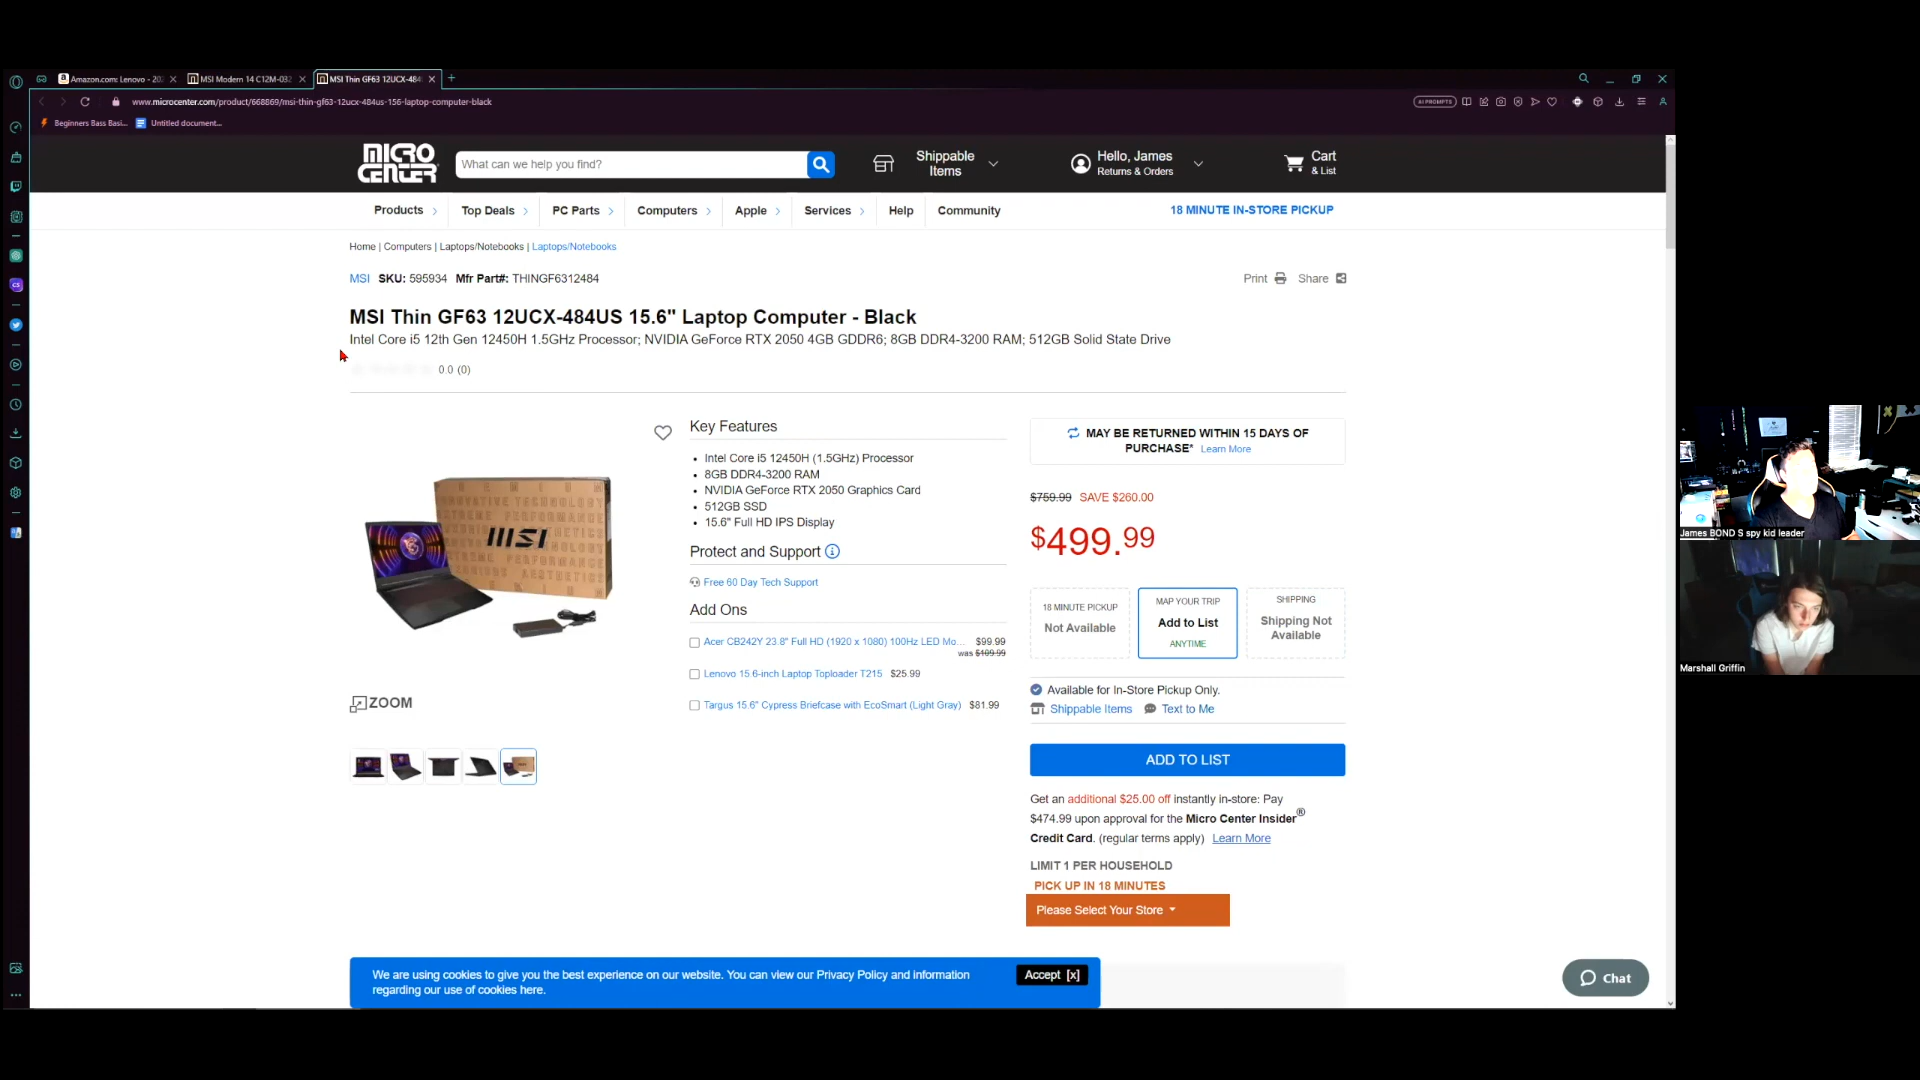 Amazon.com: Lenovo - 202
MSI Modern 14 C12M-032
MSI Thin GF63 12UCX-484
www.microcenter.com/product/668869/msi-thin-gf63-12ucx-484us-156-laptop-computer-black
AI PROMPTS
Beginners Bass Basi...
Untitled document...
MICRO CENTER
What can we help you find?
Shippable Items
Hello, James
Returns & Orders
Cart
& List
Products
Top Deals
PC Parts
Computers
Apple
Services
Help
Community
18 MINUTE IN-STORE PICKUP
Home | Computers | Laptops/Notebooks | Laptops/Notebooks
MSI SKU: 595934 Mfr Part#: THINGF6312484
Print
Share
MSI Thin GF63 12UCX-484US 15.6" Laptop Computer - Black
Intel Core i5 12th Gen 12450H 1.5GHz Processor; NVIDIA GeForce RTX 2050 4GB GDDR6; 8GB DDR4-3200 RAM; 512GB Solid State Drive
0.0 (0)
msi
ZOOM
Key Features
Intel Core i5 12450H (1.5GHz) Processor
8GB DDR4-3200 RAM
NVIDIA GeForce RTX 2050 Graphics Card
512GB SSD
15.6" Full HD IPS Display
Protect and Support
Free 60 Day Tech Support
Add Ons
Acer CB242Y 23.8" Full HD (1920 x 1080) 100Hz LED Mo... $99.99
was $109.99
Lenovo 15.6-inch Laptop Toploader T215 $25.99
Targus 15.6" Cypress Briefcase with EcoSmart (Light Gray) $81.99
MAY BE RETURNED WITHIN 15 DAYS OF
PURCHASE* Learn More
$759.99 SAVE $260.00
$499.99
18 MINUTE PICKUP
Not Available
MAP YOUR TRIP
Add to List
ANYTIME
SHIPPING
Shipping Not
Available
Available for In-Store Pickup Only.
Shippable Items
Text to Me
ADD TO LIST
Get an additional $25.00 off instantly in-store: Pay
$474.99 upon approval for the Micro Center Insider®
Credit Card. (regular terms apply) Learn More
LIMIT 1 PER HOUSEHOLD
PICK UP IN 18 MINUTES
Please Select Your Store
We are using cookies to give you the best experience on our website. You can view our Privacy Policy and information
regarding our use of cookies here.
Accept [x]
Chat
James BOND S spy kid leader
Marshall Griffin